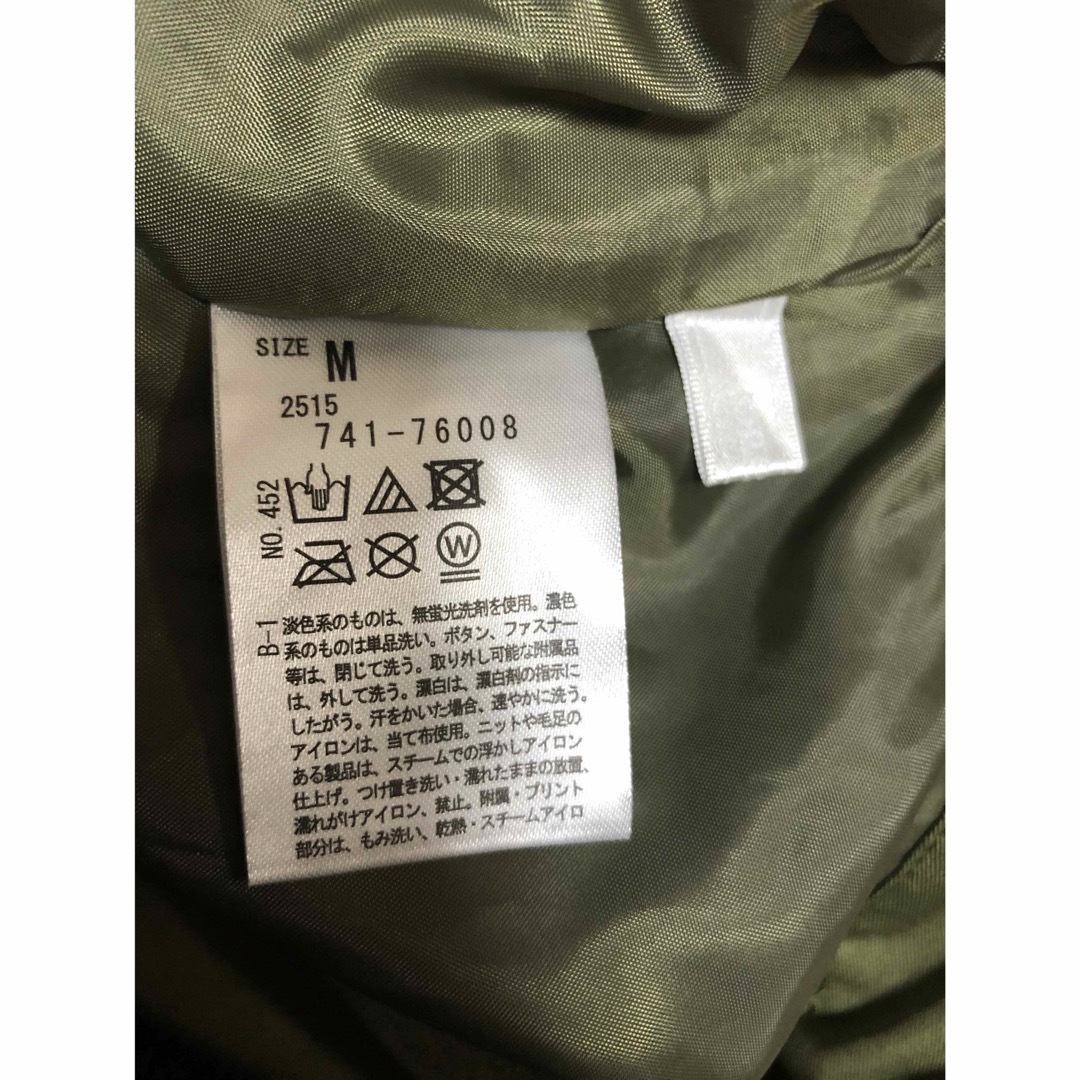 SIZE M
2515
741-76008
NO. 452
W
B-1
淡色系のものは、無蛍光洗剤を使用。濃色
系のものは単品洗い。ボタン、ファスナー
等は、閉じて洗う。取り外し可能な附属品
は、外して洗う。漂白は、漂白剤の指示に
したがう。汗をかいた場合、速やかに洗う。
アイロンは、当て布使用。ニットや毛足の
ある製品は、スチームでの浮かしアイロン
仕上げ。つけ置き洗い・濡れたままの放置、
濡れがけアイロン、禁止。附属・プリント
部分は、もみ洗い、乾熱・スチームアイロ